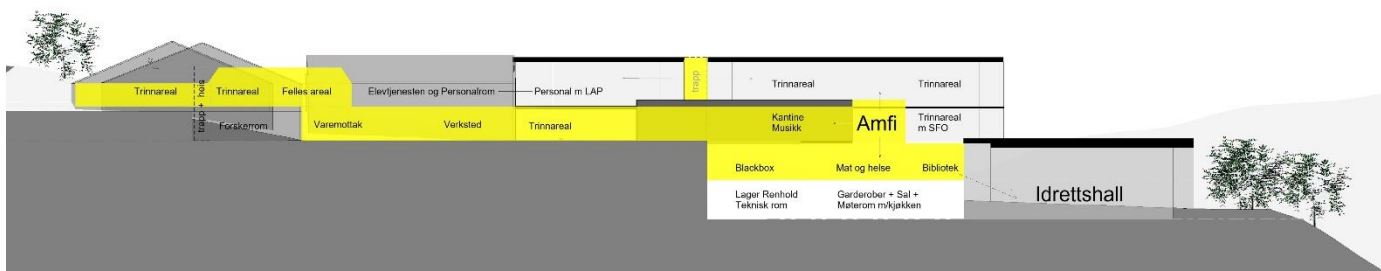 Trinnareal
trapp + heis
Trinnareal
Felles areal
Elevtjenesten og Personalrom
Personal m LAP
trapp
Trinnareal
Trinnareal
Forskerrom
Varemottak
Verksted
Trinnareal
Kantine
Musikk
Amfi
Trinnareal
m SFO
Blackbox
Mat og helse
Bibliotek
Lager Renhold
Teknisk rom
Garderober + Sal +
Møterom m/kjøkken
Idrettshall